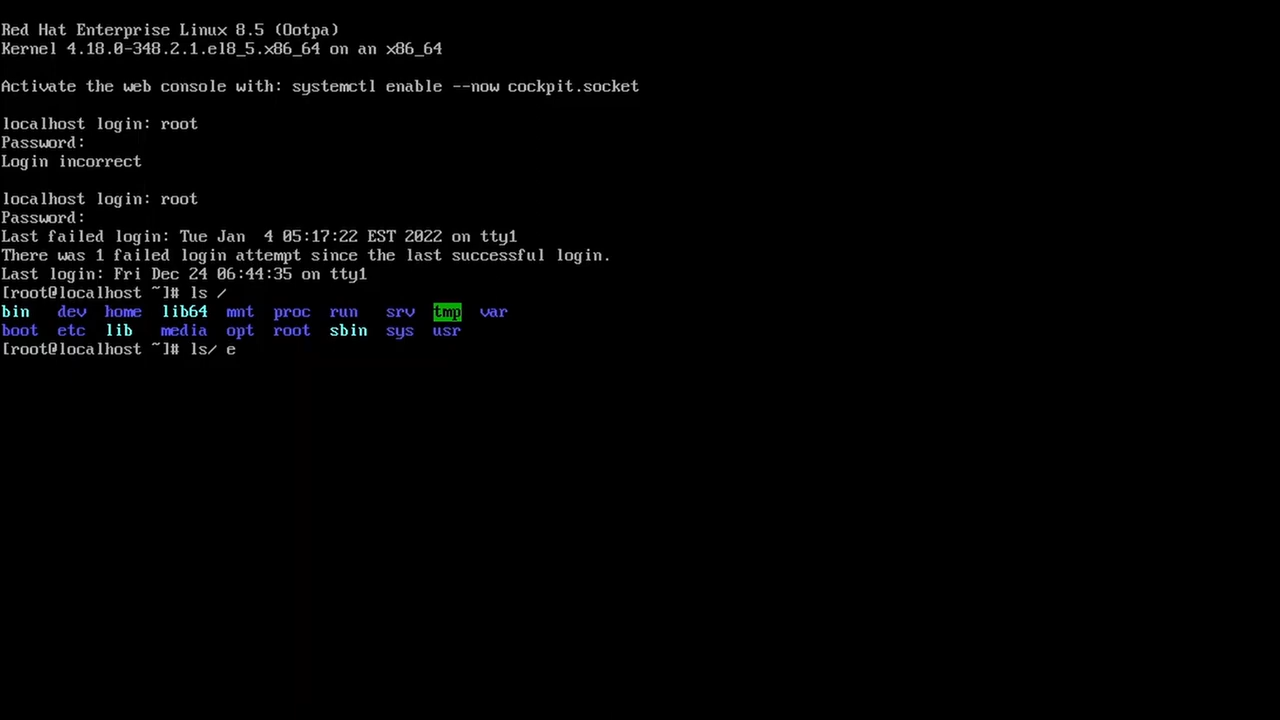 Red Hat Enterprise Linux 8.5 (Ootpa)
Kernel 4.18.0-348.2.1.el8_5.x86_64 on an x86_64
Activate the web console with: systemctl enable --now cockpit.socket
localhost login: root
Password:
Login incorrect
localhost login: root
Password:
Last failed login: Tue Jan  4 05:17:22 EST 2022 on tty1
There was 1 failed login attempt since the last successful login.
Last login: Fri Dec 24 06:44:35 on tty1
[root@localhost ~]# ls /
bin   dev  home  lib64  mnt  proc  run   srv  tmp  var
boot  etc  lib   media  opt  root  sbin  sys  usr
[root@localhost ~]# ls/ e